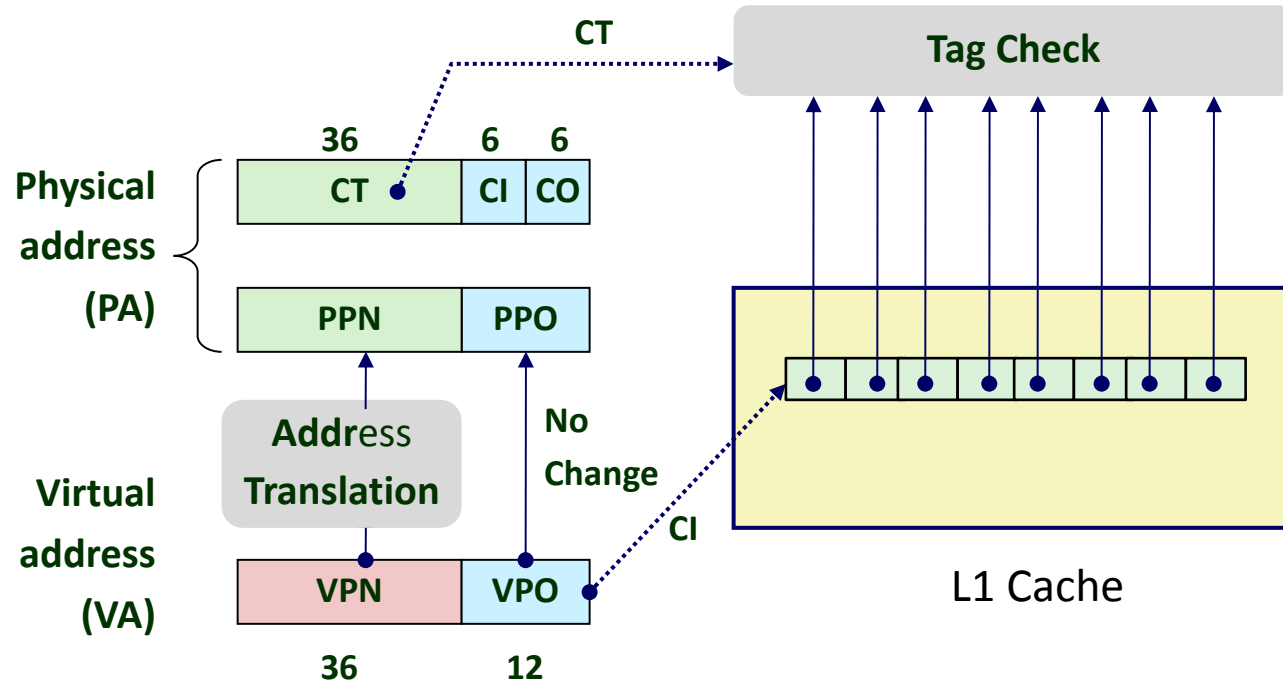 CT
Tag Check
36 6 6
Physical
address
(PA)
CT CI CO
PPN PPO
Address
Translation
No
Change
Virtual
address
(VA)
CI
VPN VPO
L1 Cache
36 12